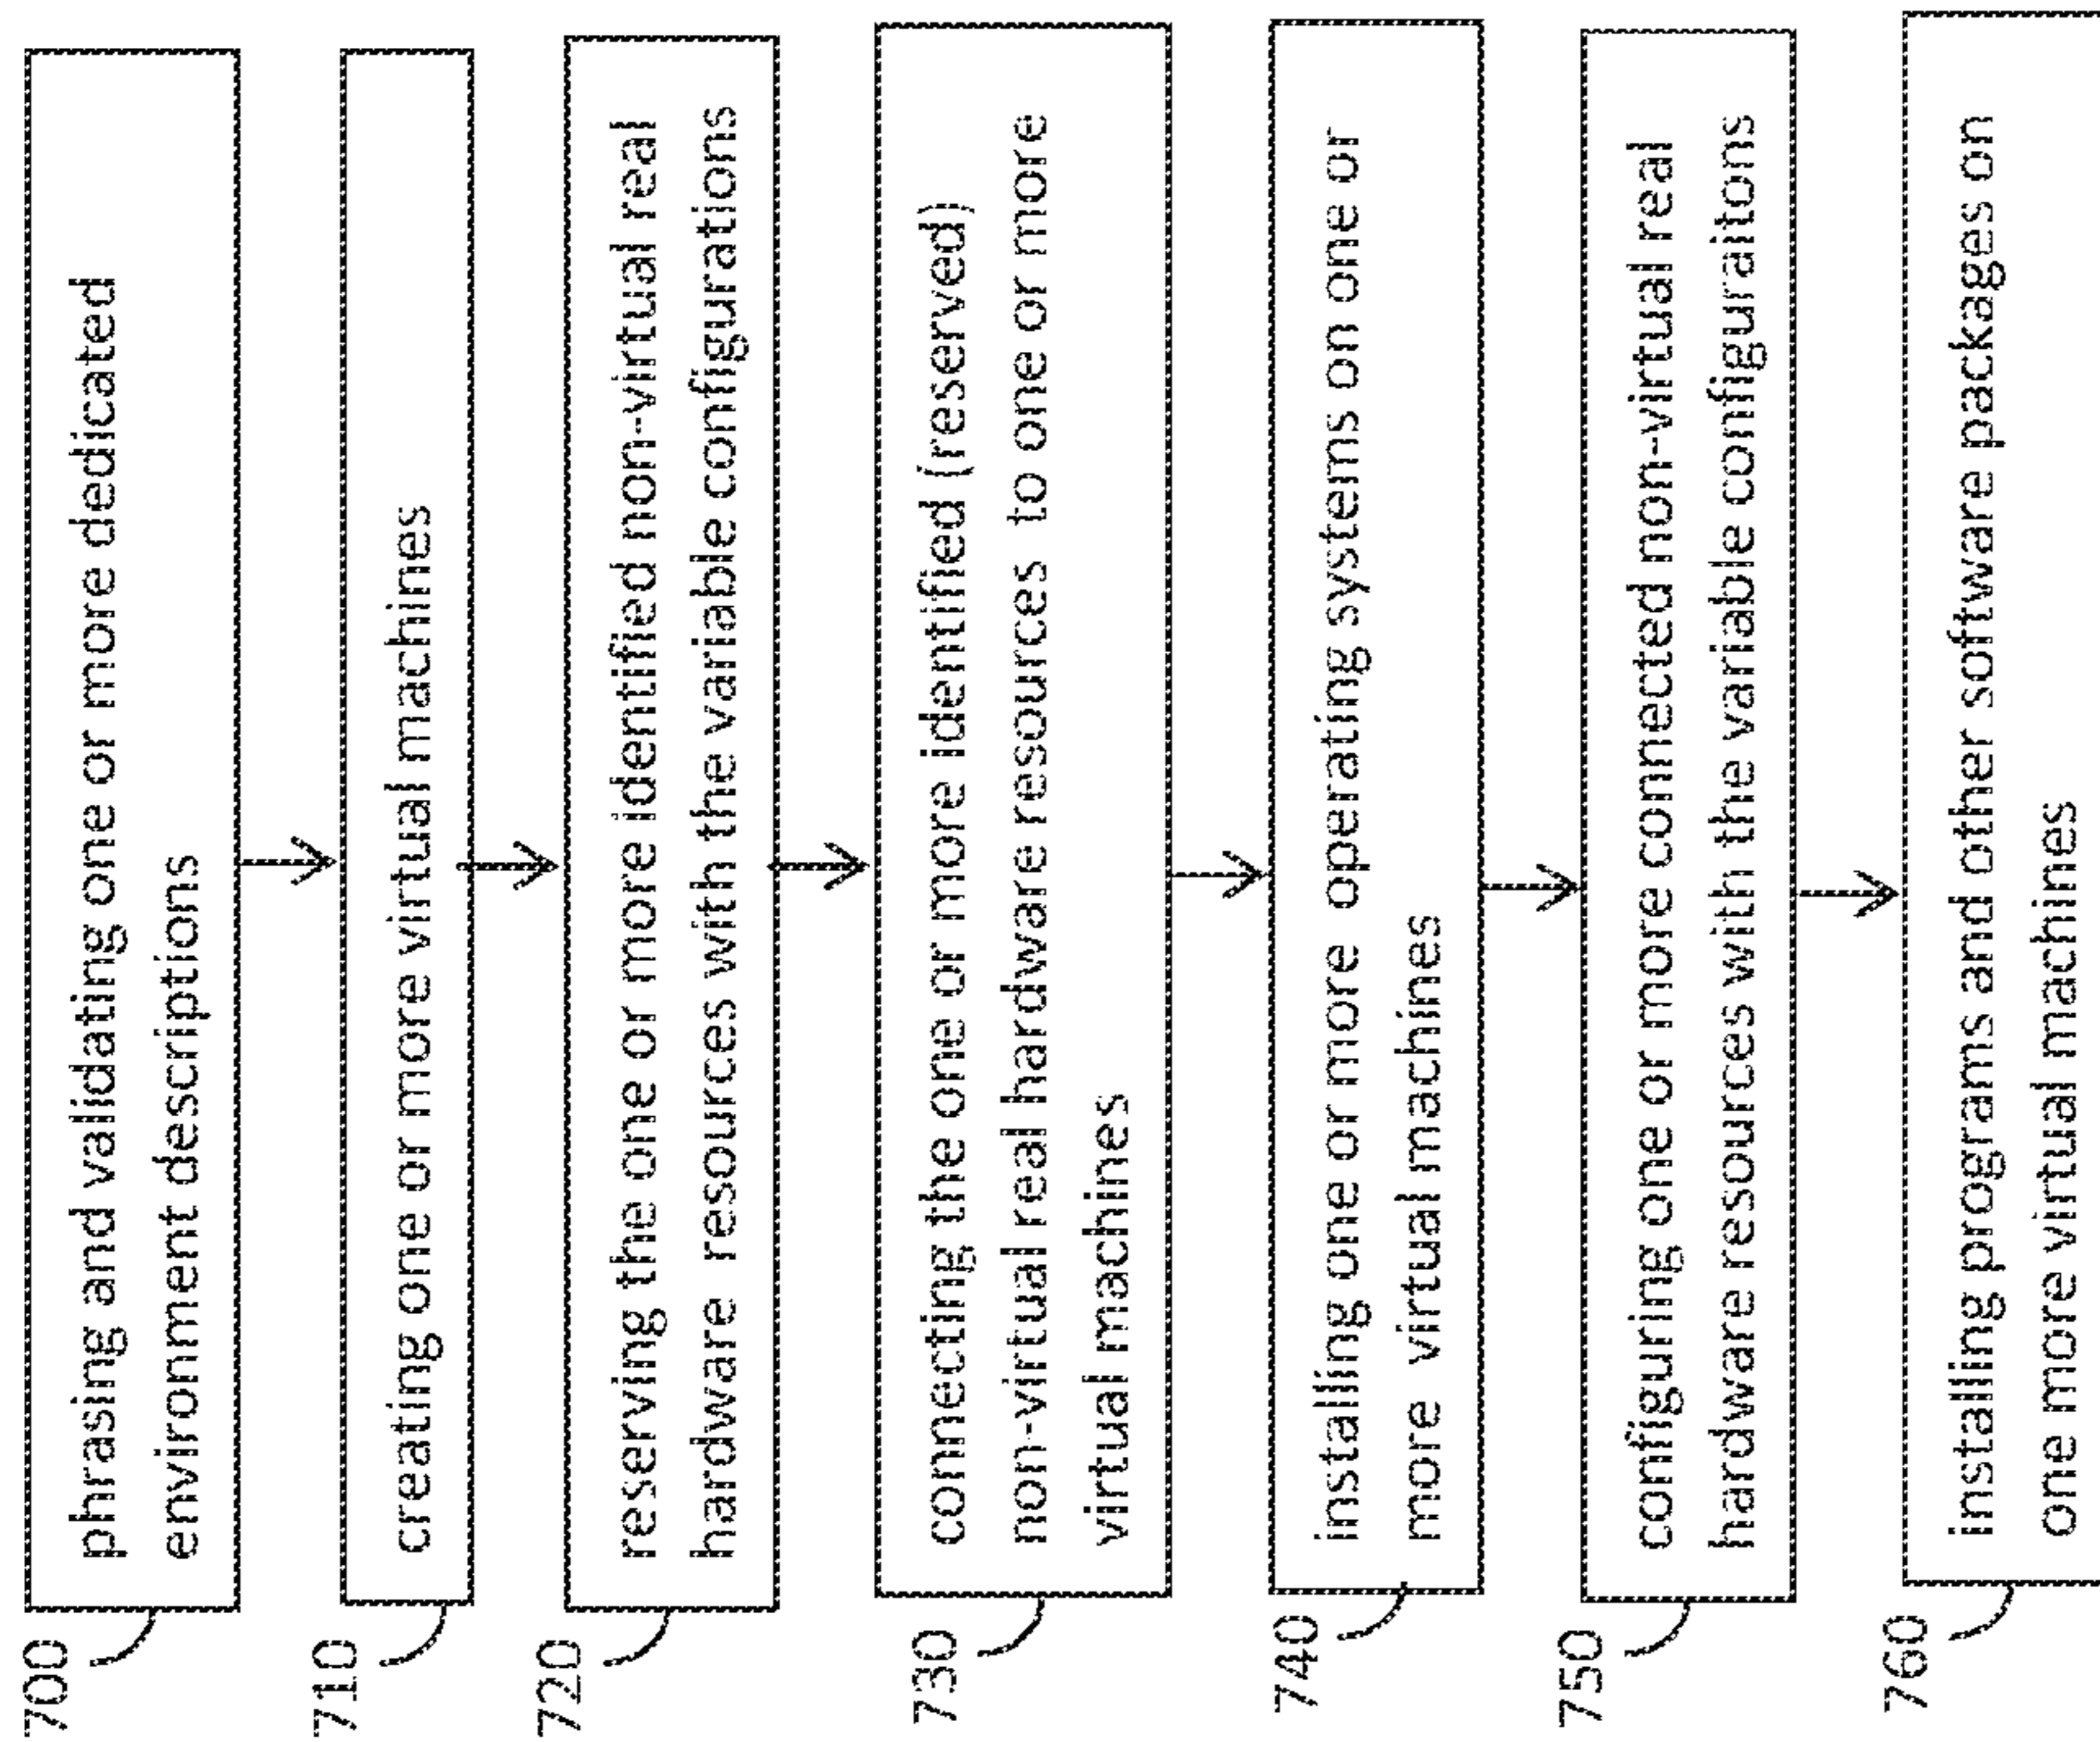 700
phrasing and validating one or more dedicated
environment descriptions
710
creating one or more virtual machines
720
reserving the one or more identified non-virtual real
hardware resources with the variable configurations
730
connecting the one or more identified (reserved)
non-virtual real hardware resources to one or more
virtual machines
740
installing one or more operating systems on one or
more virtual machines
750
configuring one or more connected non-virtual real
hardware resources with the variable configuraitons
760
installing programs and other software packages on
one more virtual machines